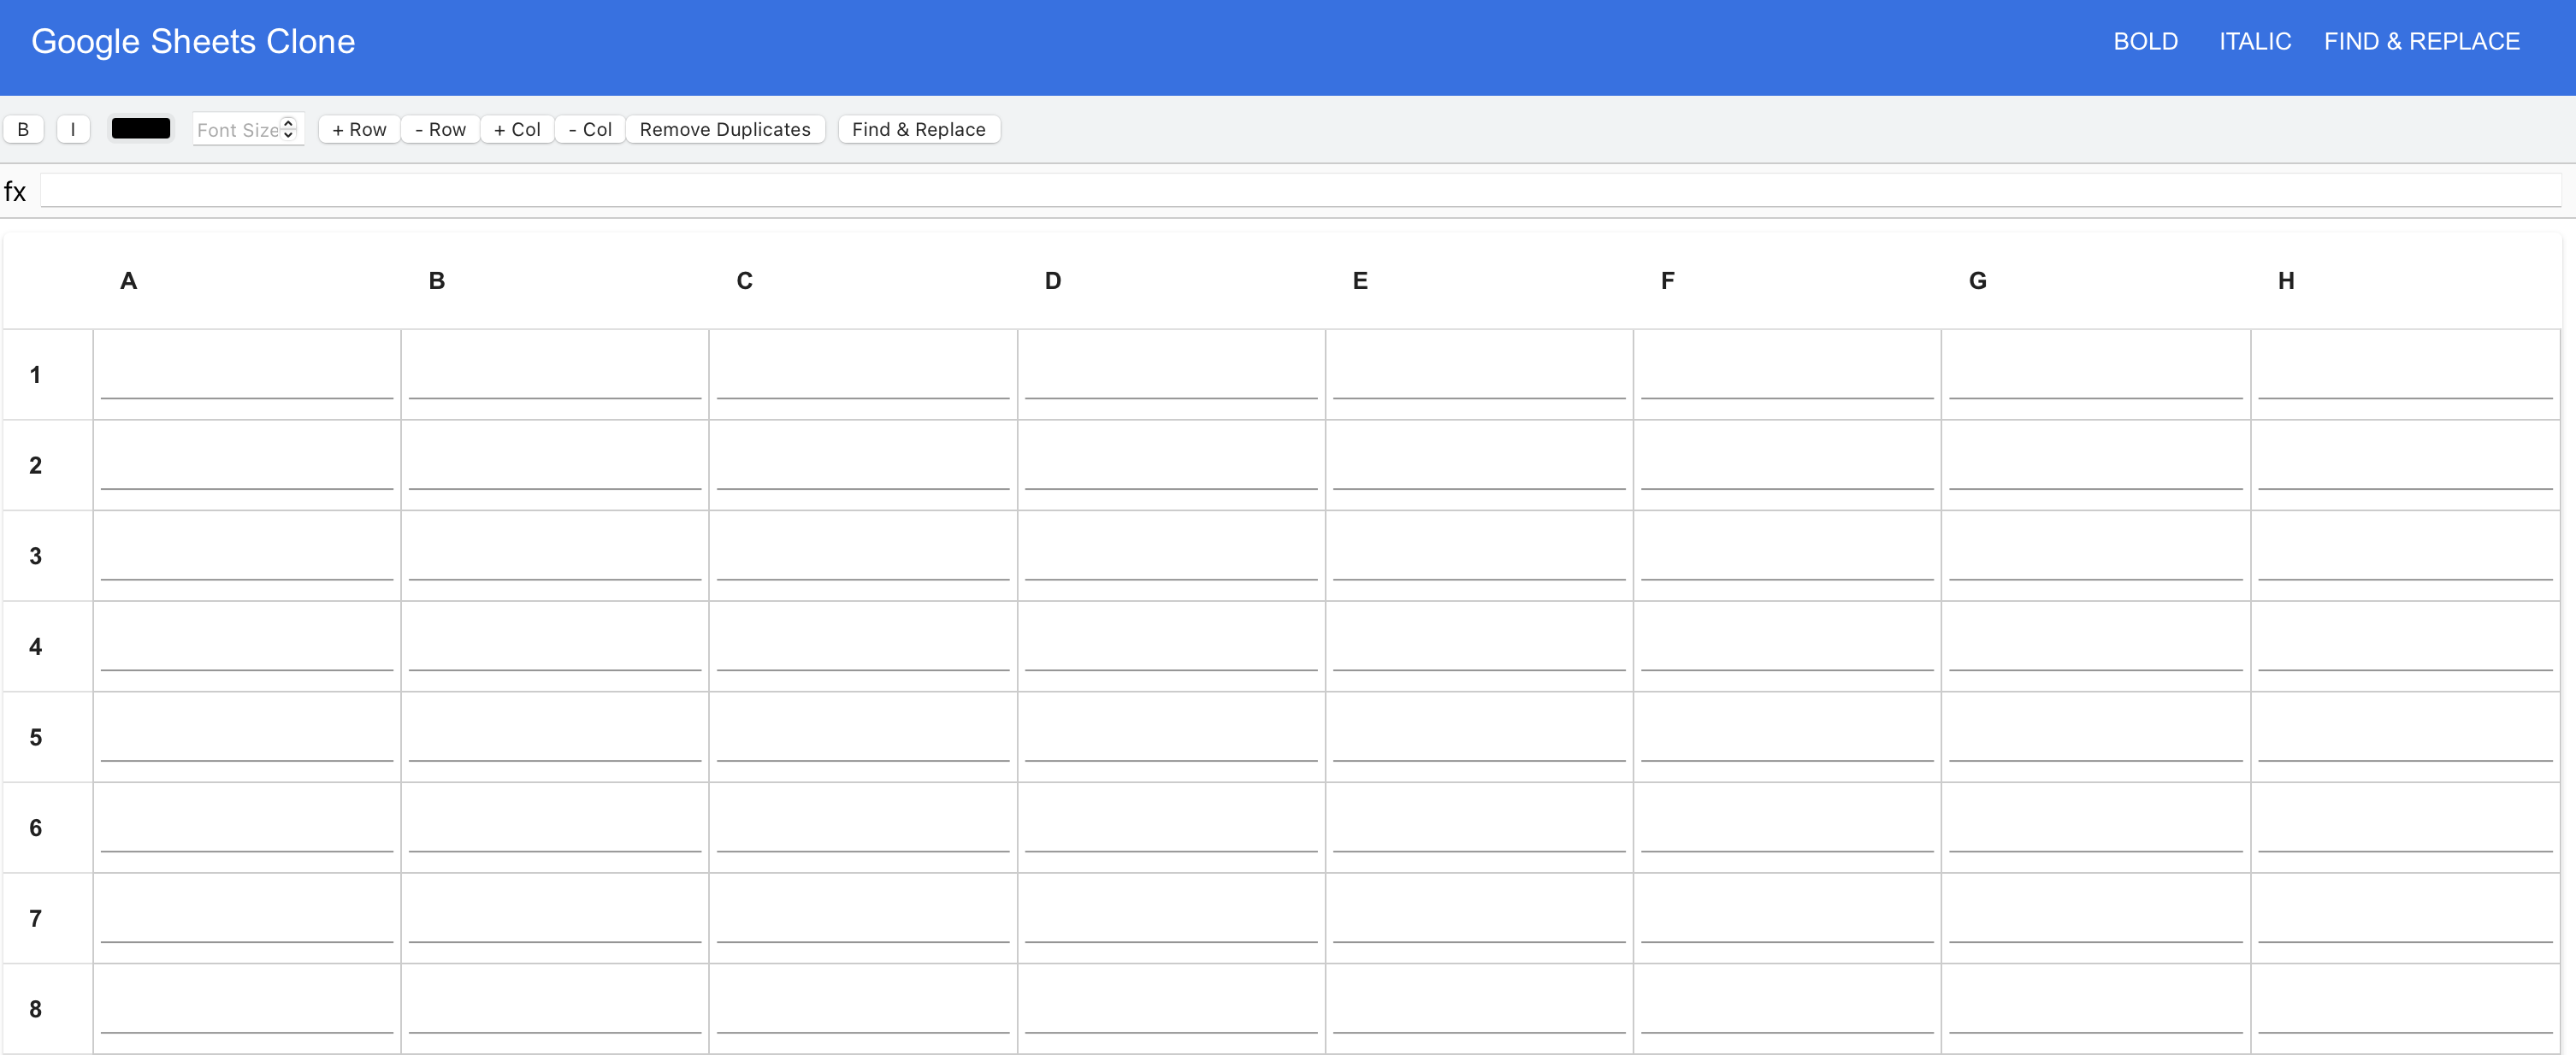 Google Sheets Clone BOLD ITALIC FIND & REPLACE
B I Font Size + Row - Row + Col - Col Remove Duplicates Find & Replace
fx
A B C D E F G H
1
2
3
4
5
6
7
8